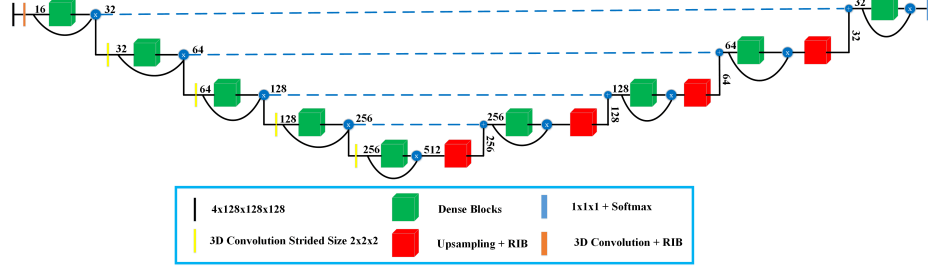 16 32 32
32 64 64 32
64 128 128 64
128 256 256 128
256 512 256
4x128x128x128 Dense Blocks 1x1x1 + Softmax
3D Convolution Strided Size 2x2x2 Upsampling + RIB 3D Convolution + RIB